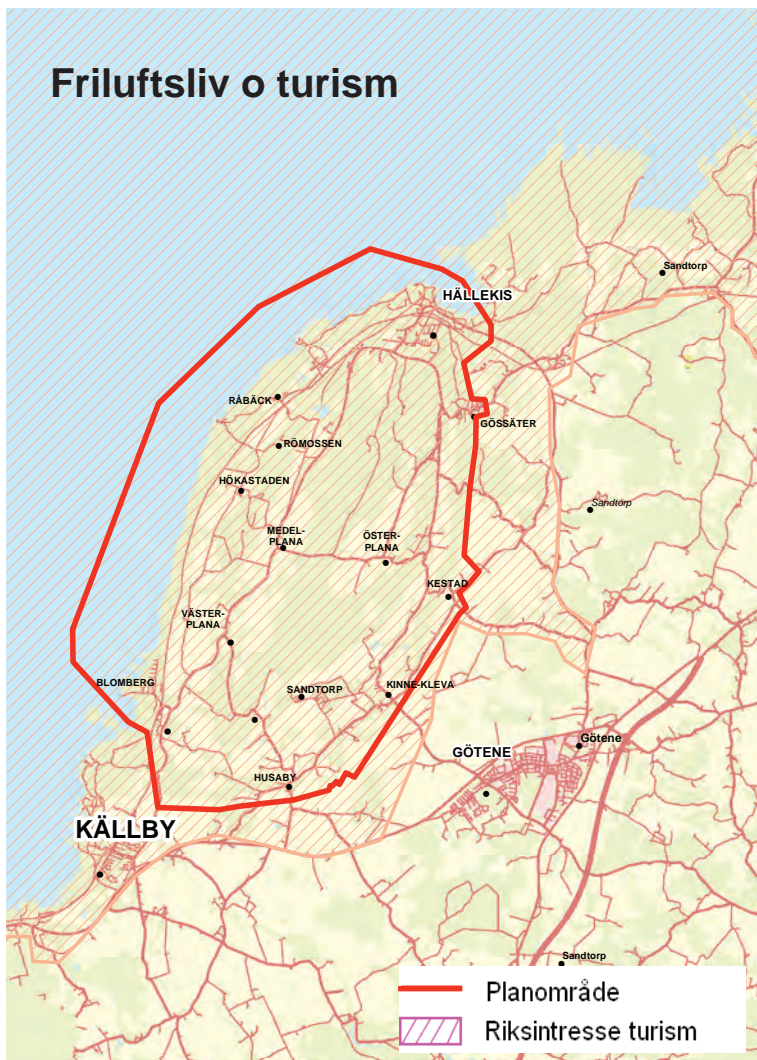 Friluftsliv o turism
Sandtorp
HÄLLEKIS
RÅBÄCK
GÖSSÄTER
RÖMOSSEN
HÖKASTADEN
Sandtorp
MEDEL-
PLANA
ÖSTER-
PLANA
KESTAD
VÄSTER-
PLANA
BLOMBERG
SANDTORP
KINNE-KLEVA
Götene
GÖTENE
HUSABY
KÄLLBY
Sandtorp
Planområde
Riksintresse turism